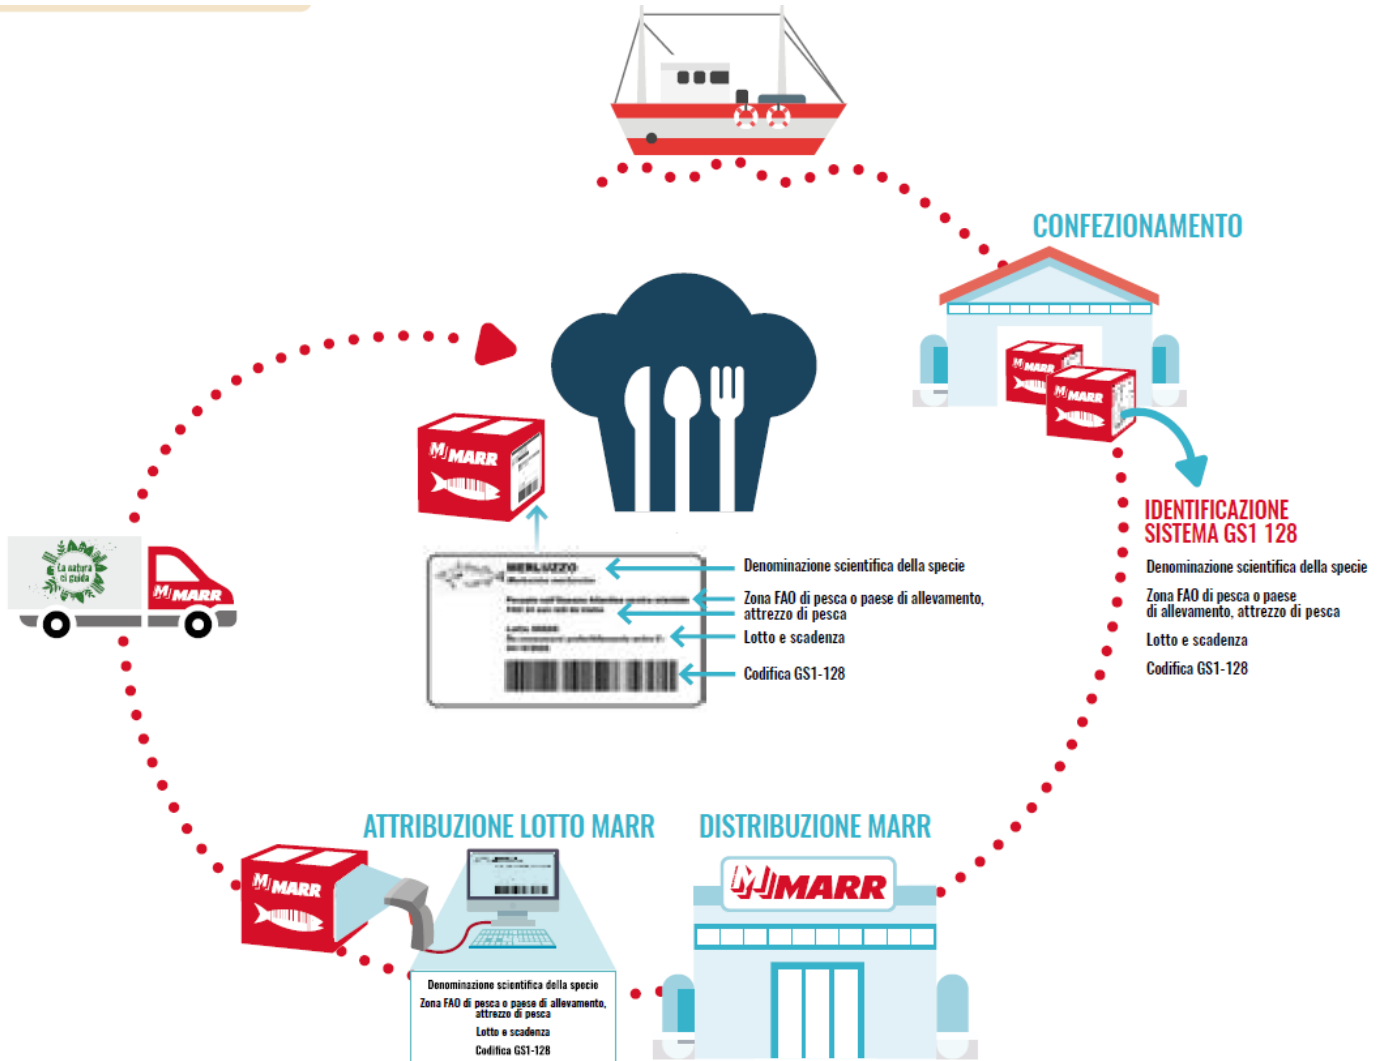 CONFEZIONAMENTO
MARR
MARR
IDENTIFICAZIONE
SISTEMA GS1 128
Denominazione scientifica della specie
Zona FAO di pesca o paese
di allevamento, attrezzo di pesca
Lotto e scadenza
Codifica GS1-128
M MARR
MERLUZZO
Denominazione scientifica della specie
Zona FAO di pesca o paese di allevamento,
attrezzo di pesca
Lotto e scadenza
Codifica GS1-128
La natura
ci guida
M MARR
ATTRIBUZIONE LOTTO MARR
DISTRIBUZIONE MARR
M MARR
M MARR
Denominazione scientifica della specie
Zona FAO di pesca o paese di allevamento,
attrezzo di pesca
Lotto e scadenza
Codifica GS1-128